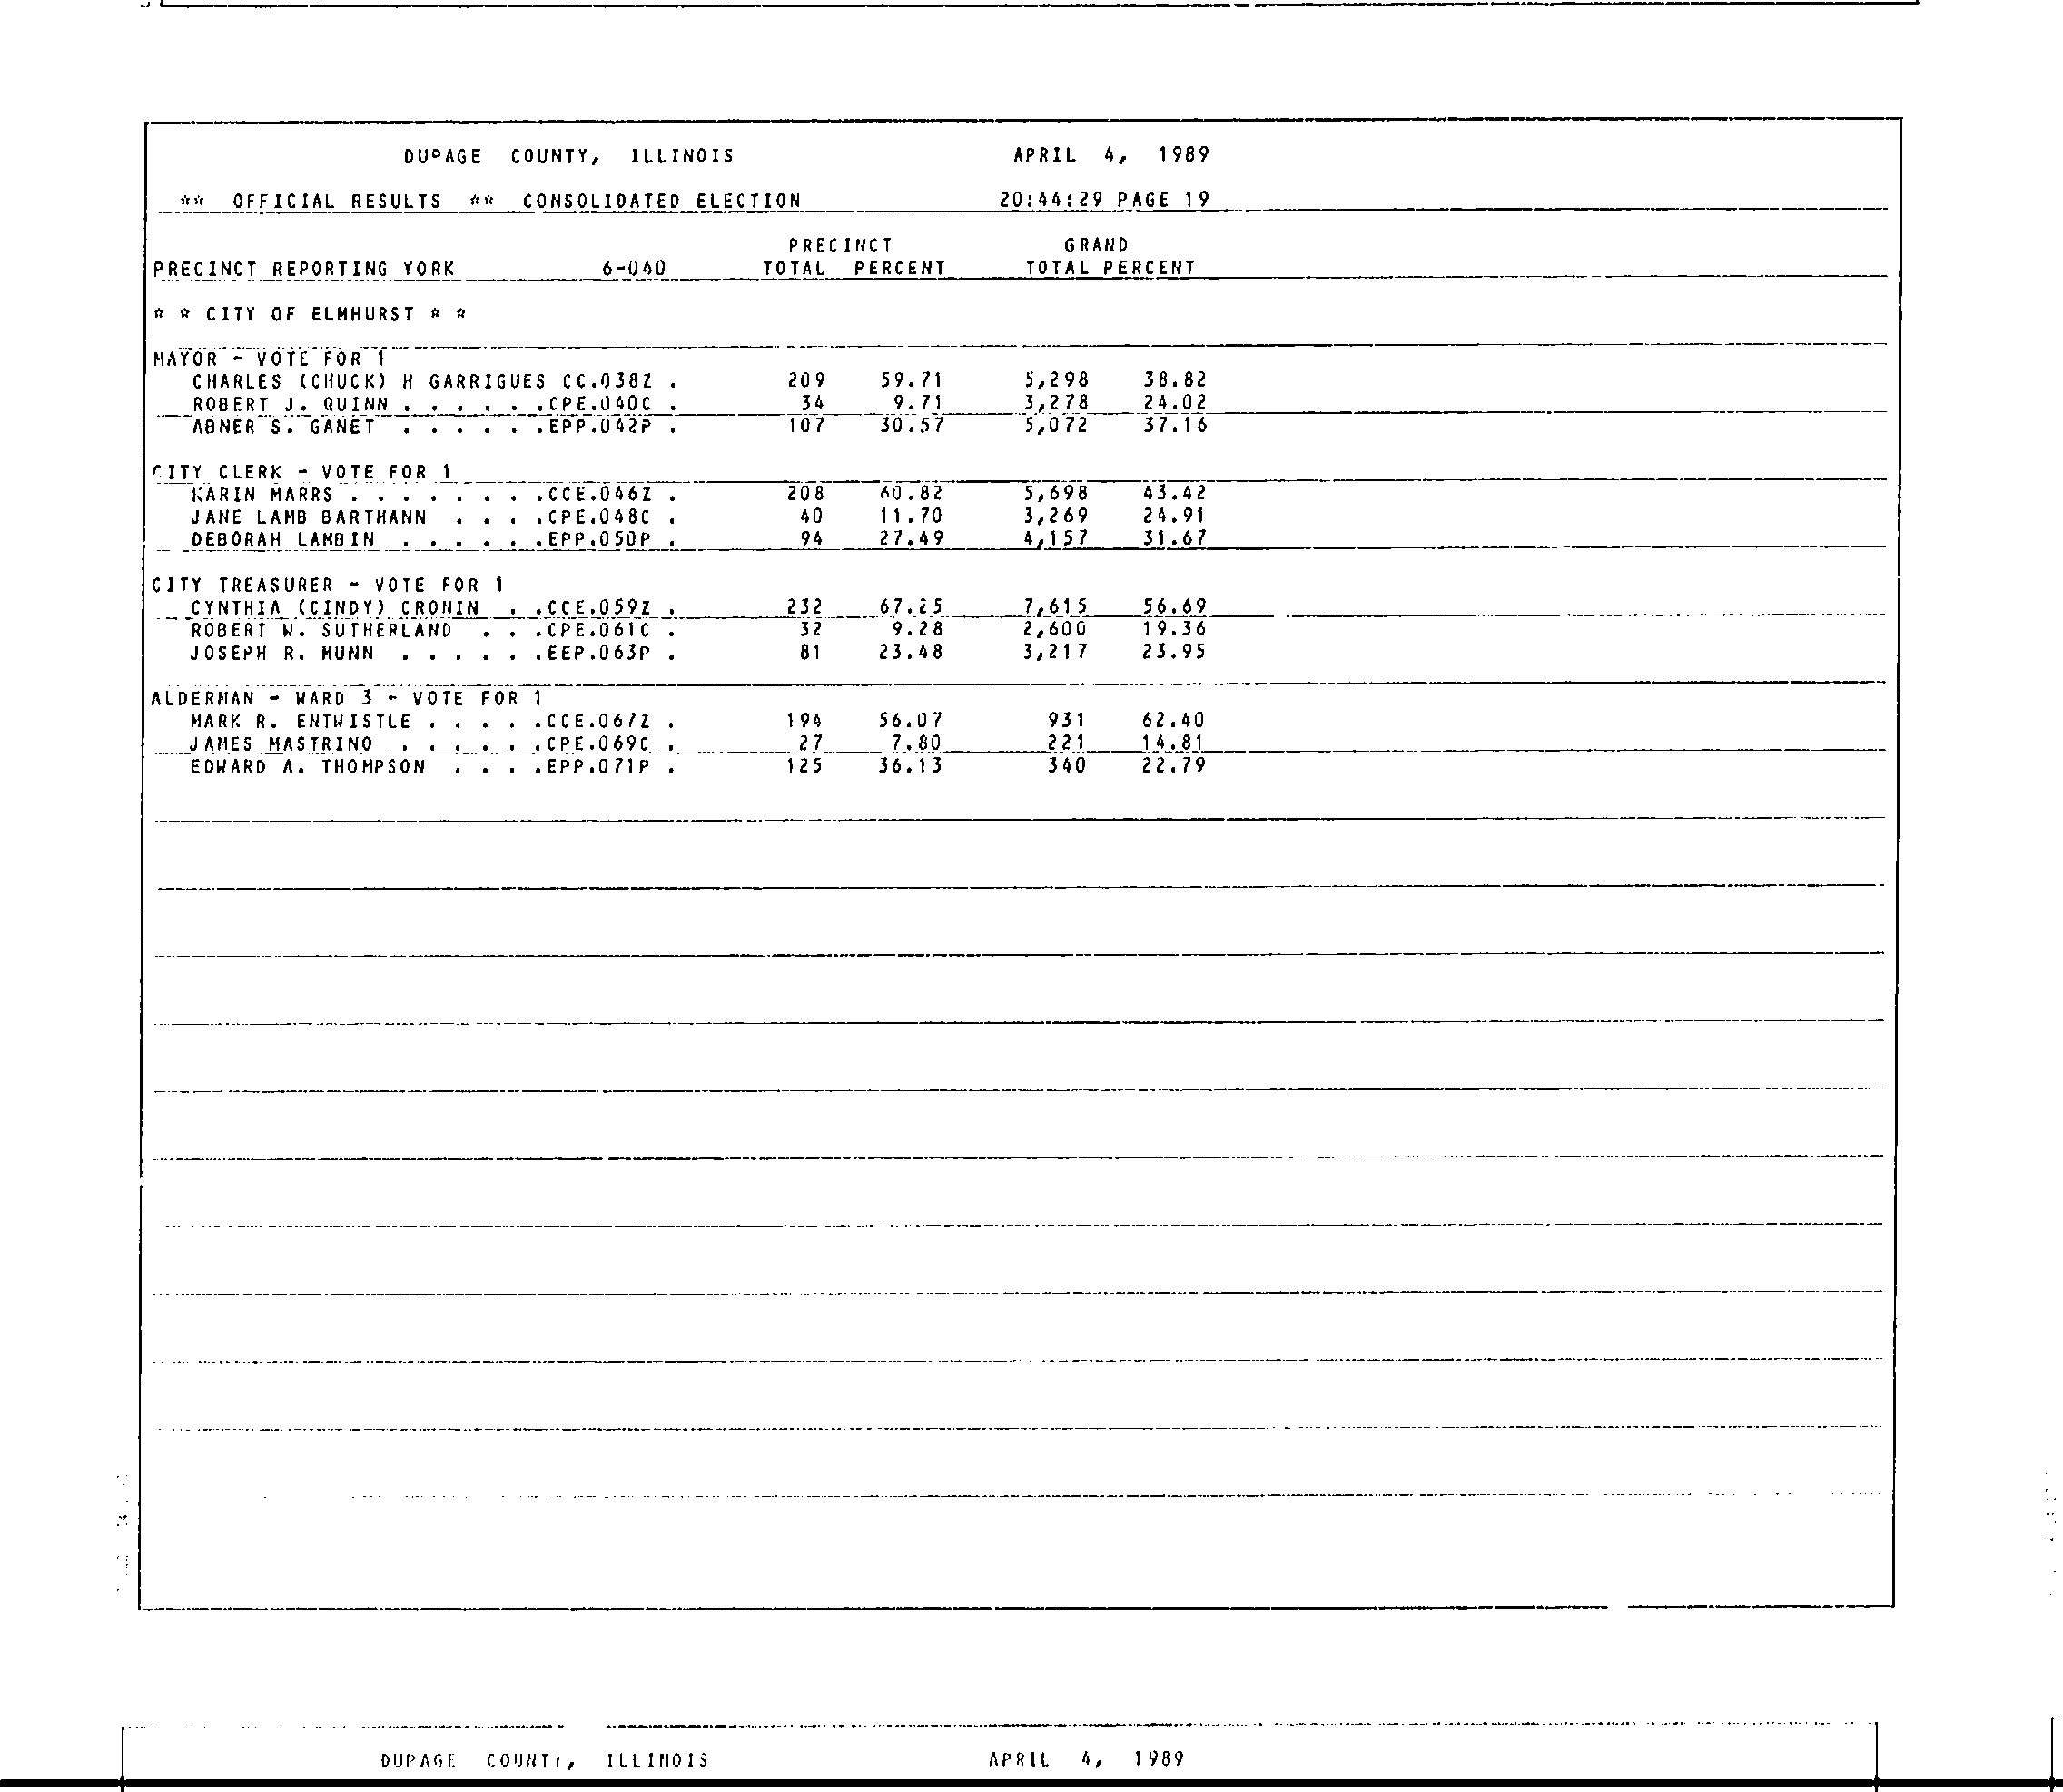 DUPAGE COUNTY, ILLINOIS APRIL 4, 1989
** OFFICIAL RESULTS ** CONSOLIDATED ELECTION 20:44:29 PAGE 19
PRECINCT GRAND
PRECINCT REPORTING YORK 6-040 TOTAL PERCENT TOTAL PERCENT
* * CITY OF ELMHURST * *
MAYOR - VOTE FOR 1
CHARLES (CHUCK) H GARRIGUES CC.038Z . 209 59.71 5,298 38.82
ROBERT J. QUINN . . . . . .CPE.040C . 34 9.71 3,278 24.02
ABNER S. GANET . . . . . .EPP.042P . 107 30.57 5,072 37.16
CITY CLERK - VOTE FOR 1
KARIN MARRS . . . . . . . .CCE.046Z . 208 60.82 5,698 43.42
JANE LAMB BARTMANN . . . .CPE.048C . 40 11.70 3,269 24.91
DEBORAH LAMBIN . . . . . .EPP.050P . 94 27.49 4,157 31.67
CITY TREASURER - VOTE FOR 1
CYNTHIA (CINDY) CRONIN . .CCE.059Z . 232 67.25 7,615 56.69
ROBERT W. SUTHERLAND . . .CPE.061C . 32 9.28 2,600 19.36
JOSEPH R. MUNN . . . . . .EEP.063P . 81 23.48 3,217 23.95
ALDERMAN - WARD 3 - VOTE FOR 1
MARK R. ENTWISTLE . . . . .CCE.067Z . 194 56.07 931 62.40
JAMES MASTRINO . . . . . .CPE.069C . 27 7.80 221 14.81
EDWARD A. THOMPSON . . . .EPP.071P . 125 36.13 340 22.79
DUPAGE COUNTY, ILLINOIS APRIL 4, 1989